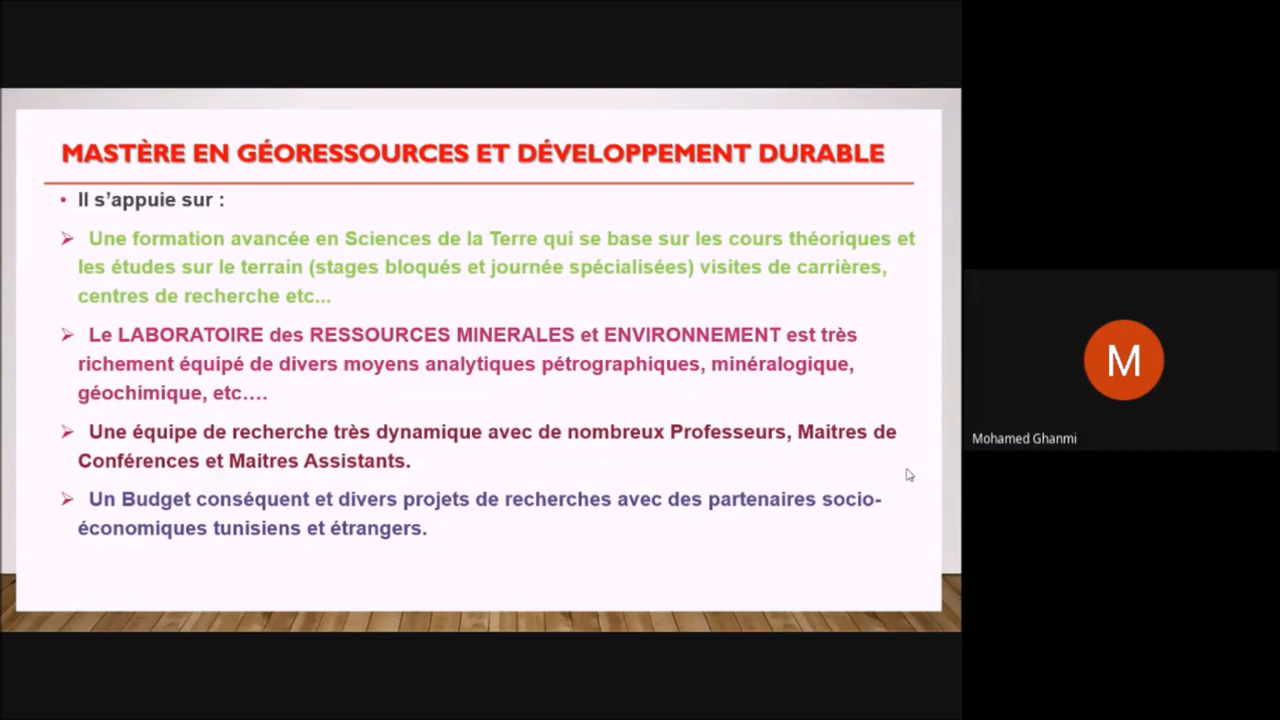 MASTÈRE EN GÉORESSOURCES ET DÉVELOPPEMENT DURABLE
• Il s’appuie sur :
➢ Une formation avancée en Sciences de la Terre qui se base sur les cours théoriques et
les études sur le terrain (stages bloqués et journée spécialisées) visites de carrières,
centres de recherche etc...
➢ Le LABORATOIRE des RESSOURCES MINERALES et ENVIRONNEMENT est très
richement équipé de divers moyens analytiques pétrographiques, minéralogique,
géochimique, etc….
➢ Une équipe de recherche très dynamique avec de nombreux Professeurs, Maitres de
Conférences et Maitres Assistants.
➢ Un Budget conséquent et divers projets de recherches avec des partenaires socio-
économiques tunisiens et étrangers.
M
Mohamed Ghanmi